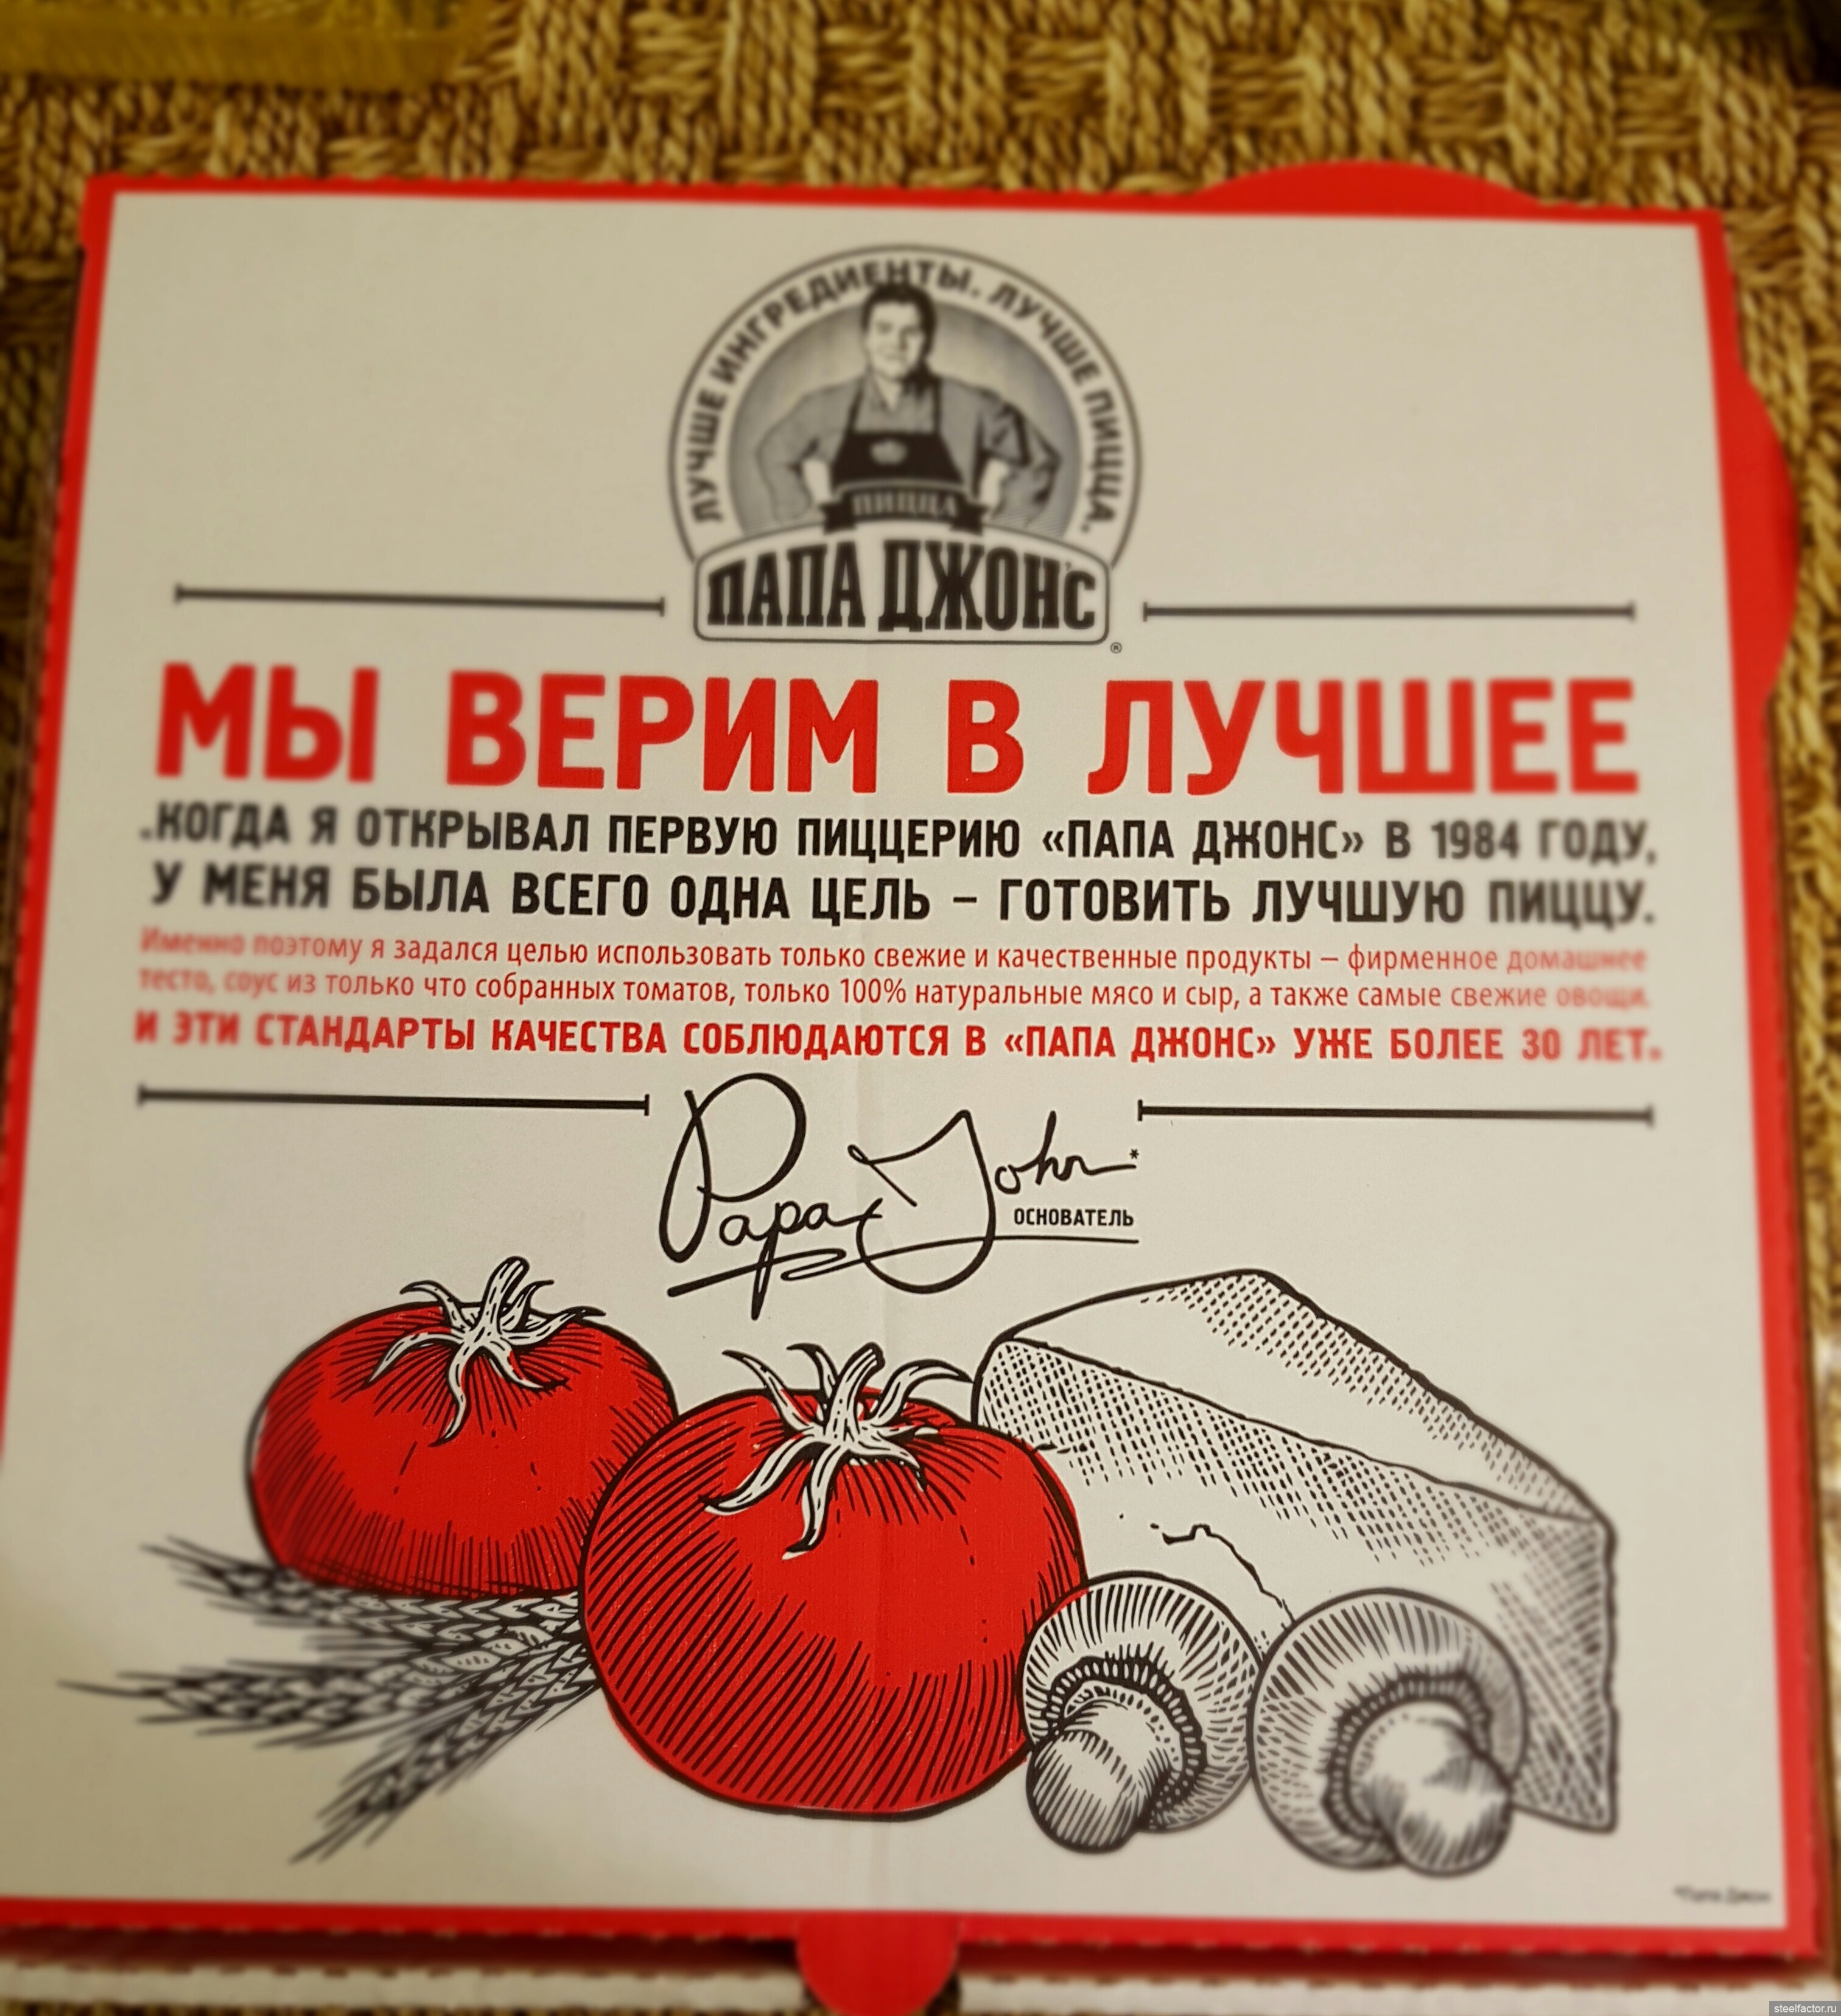 ЛУЧШЕ ИНГРЕДИЕНТЫ. ЛУЧШЕ ПИЦЦА.
ПИЦЦА
ПАПА ДЖОН'С
®
МЫ ВЕРИМ В ЛУЧШЕЕ
.КОГДА Я ОТКРЫВАЛ ПЕРВУЮ ПИЦЦЕРИЮ «ПАПА ДЖОНС» В 1984 ГОДУ,
У МЕНЯ БЫЛА ВСЕГО ОДНА ЦЕЛЬ – ГОТОВИТЬ ЛУЧШУЮ ПИЦЦУ.
Именно поэтому я задался целью использовать только свежие и качественные продукты – фирменное домашнее
тесто, соус из только что собранных томатов, только 100% натуральные мясо и сыр, а также самые свежие овощи.
И ЭТИ СТАНДАРТЫ КАЧЕСТВА СОБЛЮДАЮТСЯ В «ПАПА ДЖОНС» УЖЕ БОЛЕЕ 30 ЛЕТ.
Papa John*
ОСНОВАТЕЛЬ
*Папа Джон
steelfactor.ru